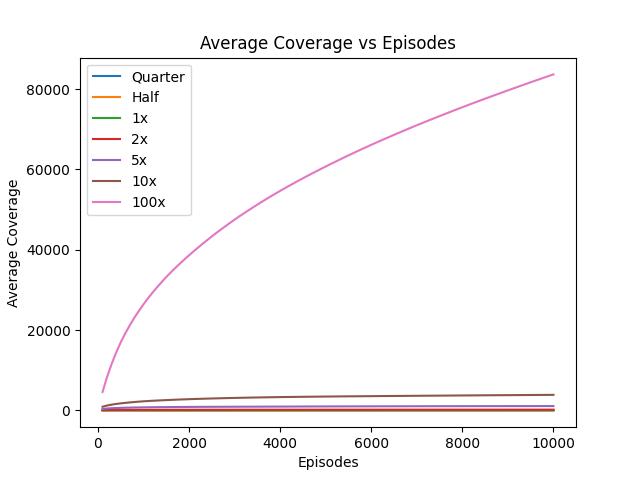 Average Coverage vs Episodes
Quarter
Half
1x
2x
5x
10x
100x
80000
60000
40000
20000
0
Average Coverage
0 2000 4000 6000 8000 10000
Episodes